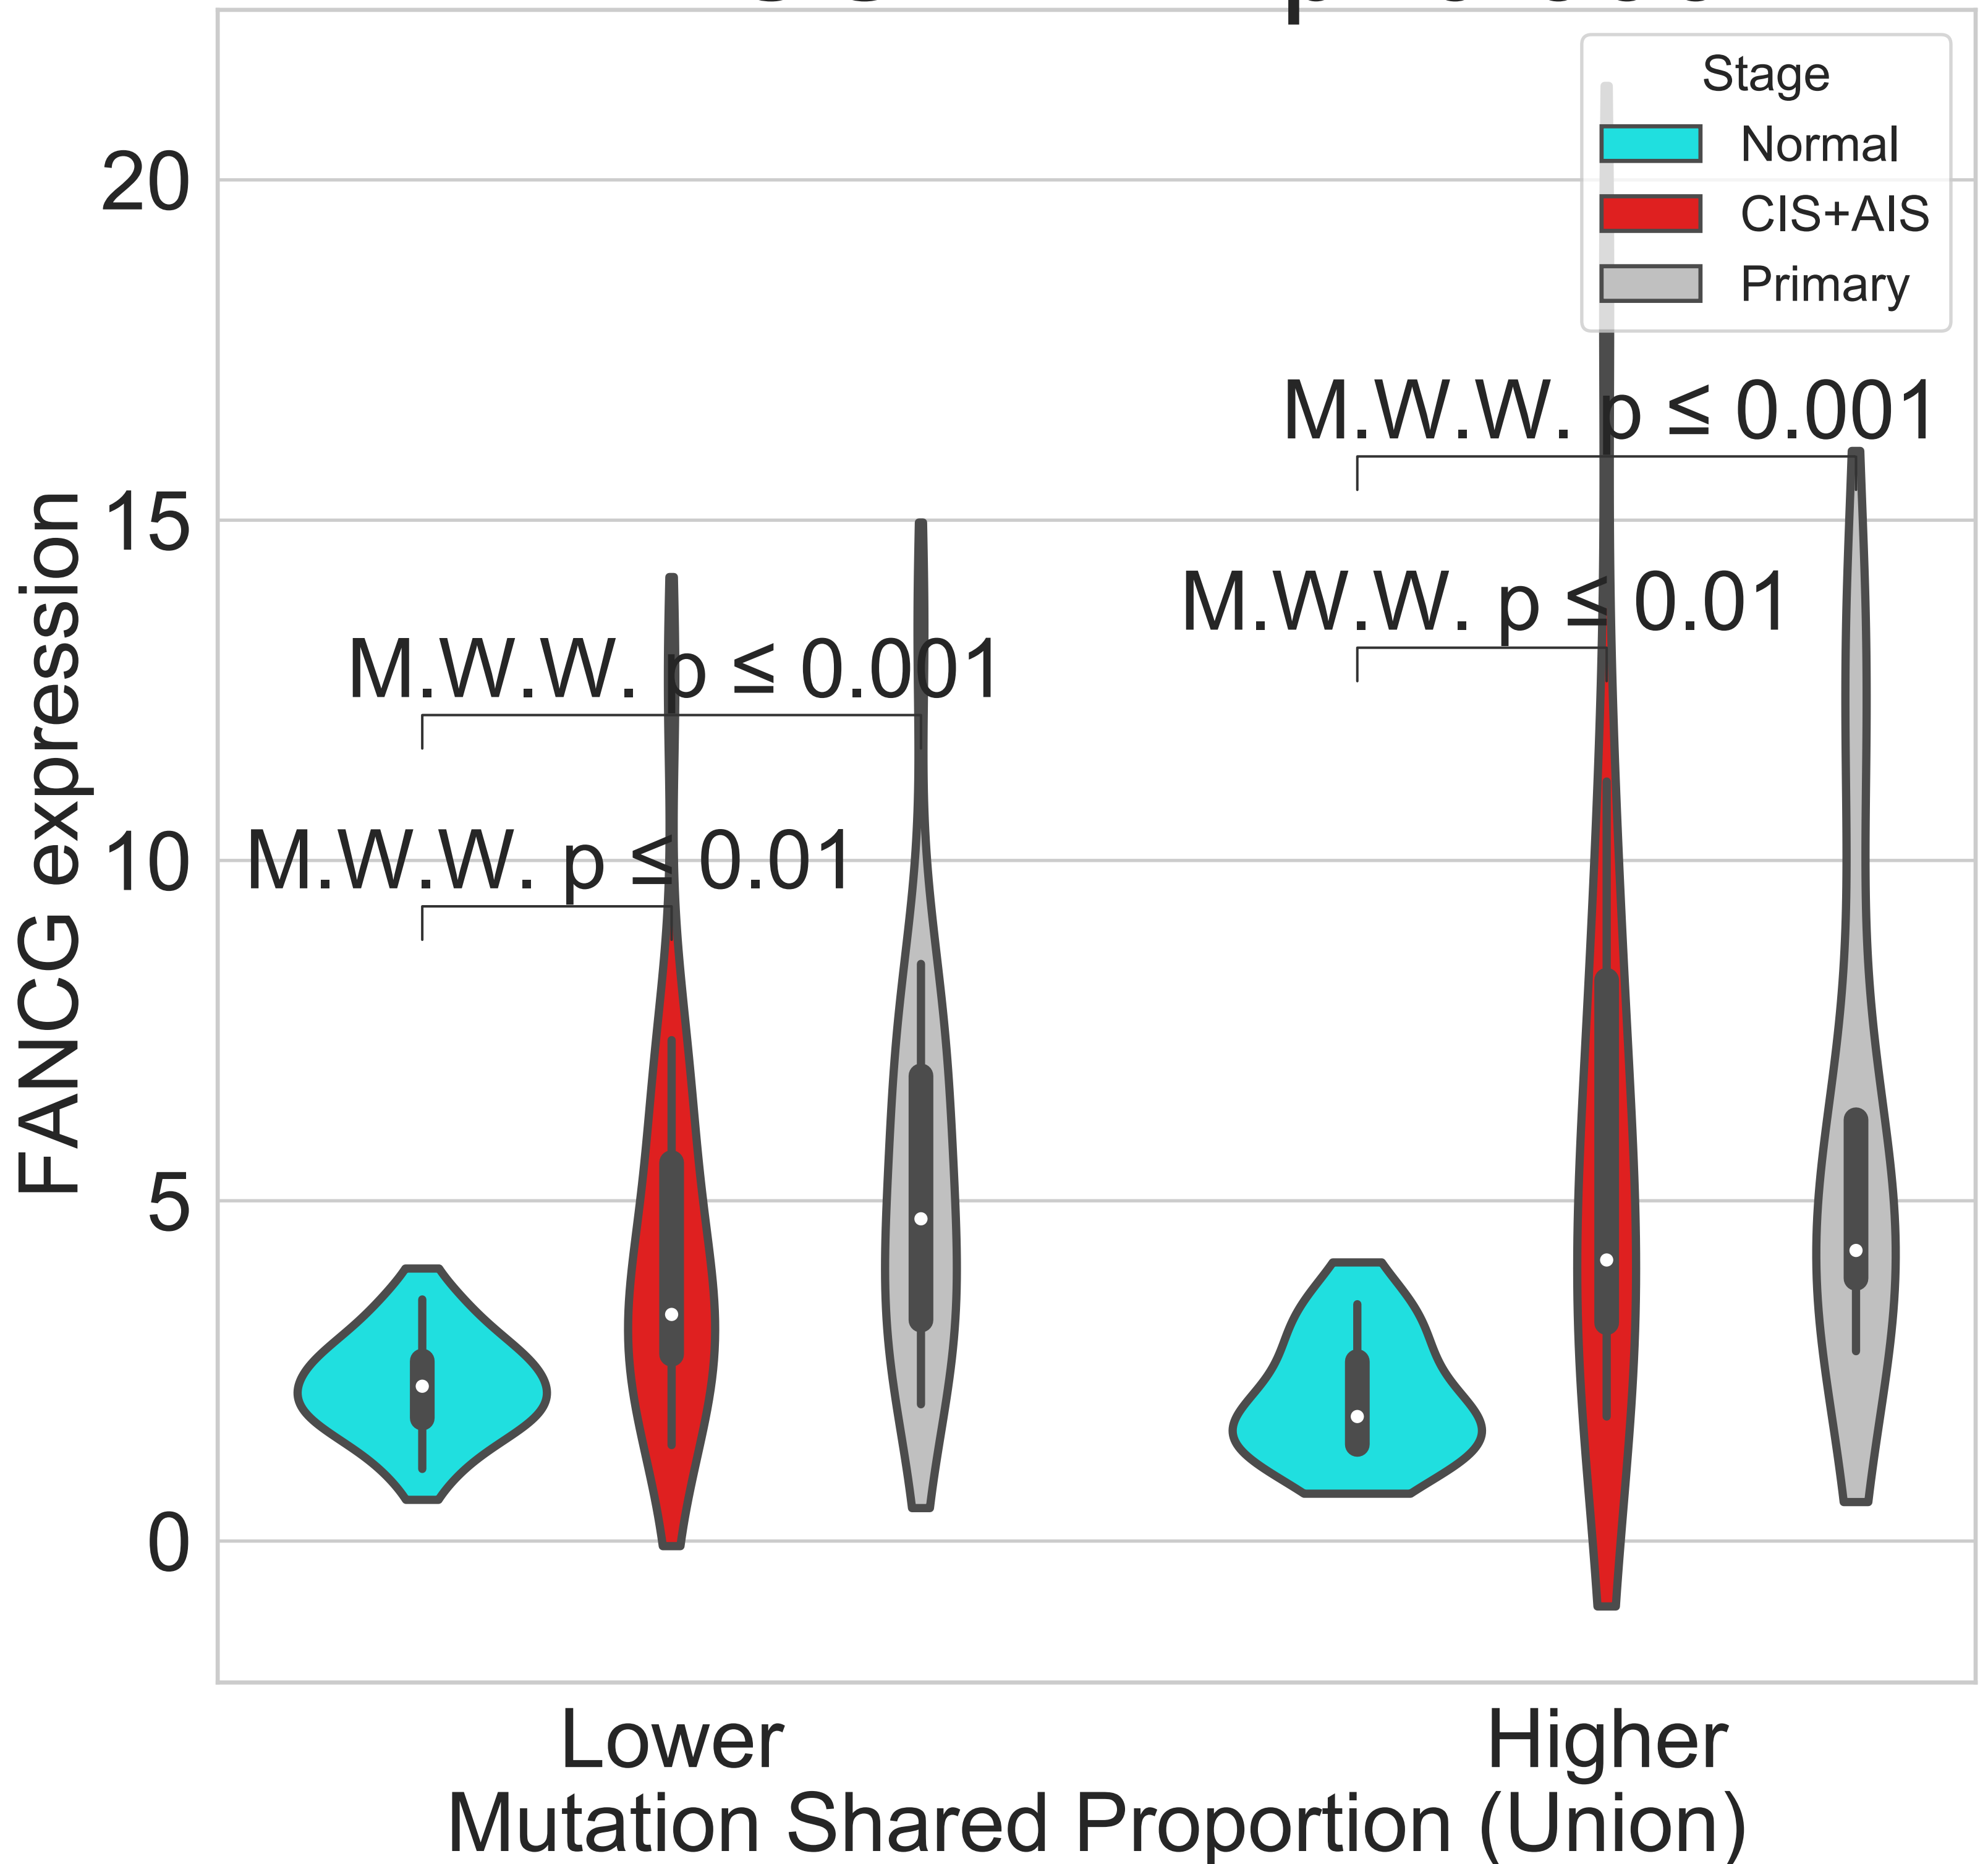 Stage
Normal
CIS+AIS
Primary
20
15
10
5
0
FANCG expression
M.W.W. p ≤ 0.001
M.W.W. p ≤ 0.01
M.W.W. p ≤ 0.001
M.W.W. p ≤ 0.01
Lower
Higher
Mutation Shared Proportion (Union)